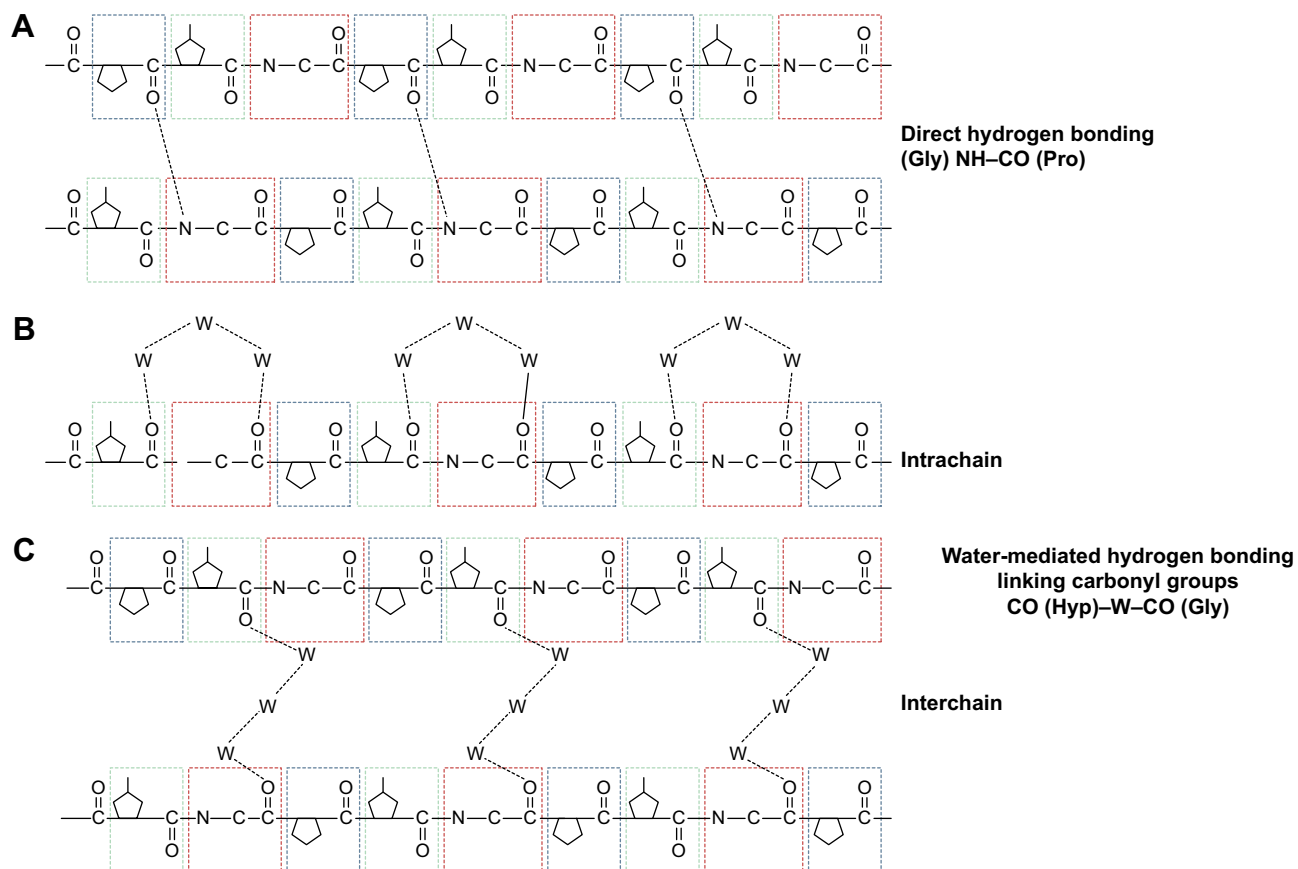 A
O O O O
C C C N C C C C N C C C C N C C
O O O O O O
Direct hydrogen bonding
(Gly) NH–CO (Pro)
O O O O O O O
C C N C C C C N C C C C N C C C
O O O
B
W W W
W W W W W W
O O O O O O O O O O
C C C C C C N C C C C N C C C
Intrachain
C
O O O O O O O
C C C N C C C C N C C C C N C C
O O O
Water-mediated hydrogen bonding
linking carbonyl groups
CO (Hyp)–W–CO (Gly)
W W W
W W W
Interchain
W W W
O O O O O O O
C C N C C C C N C C C C N C C C
O O O